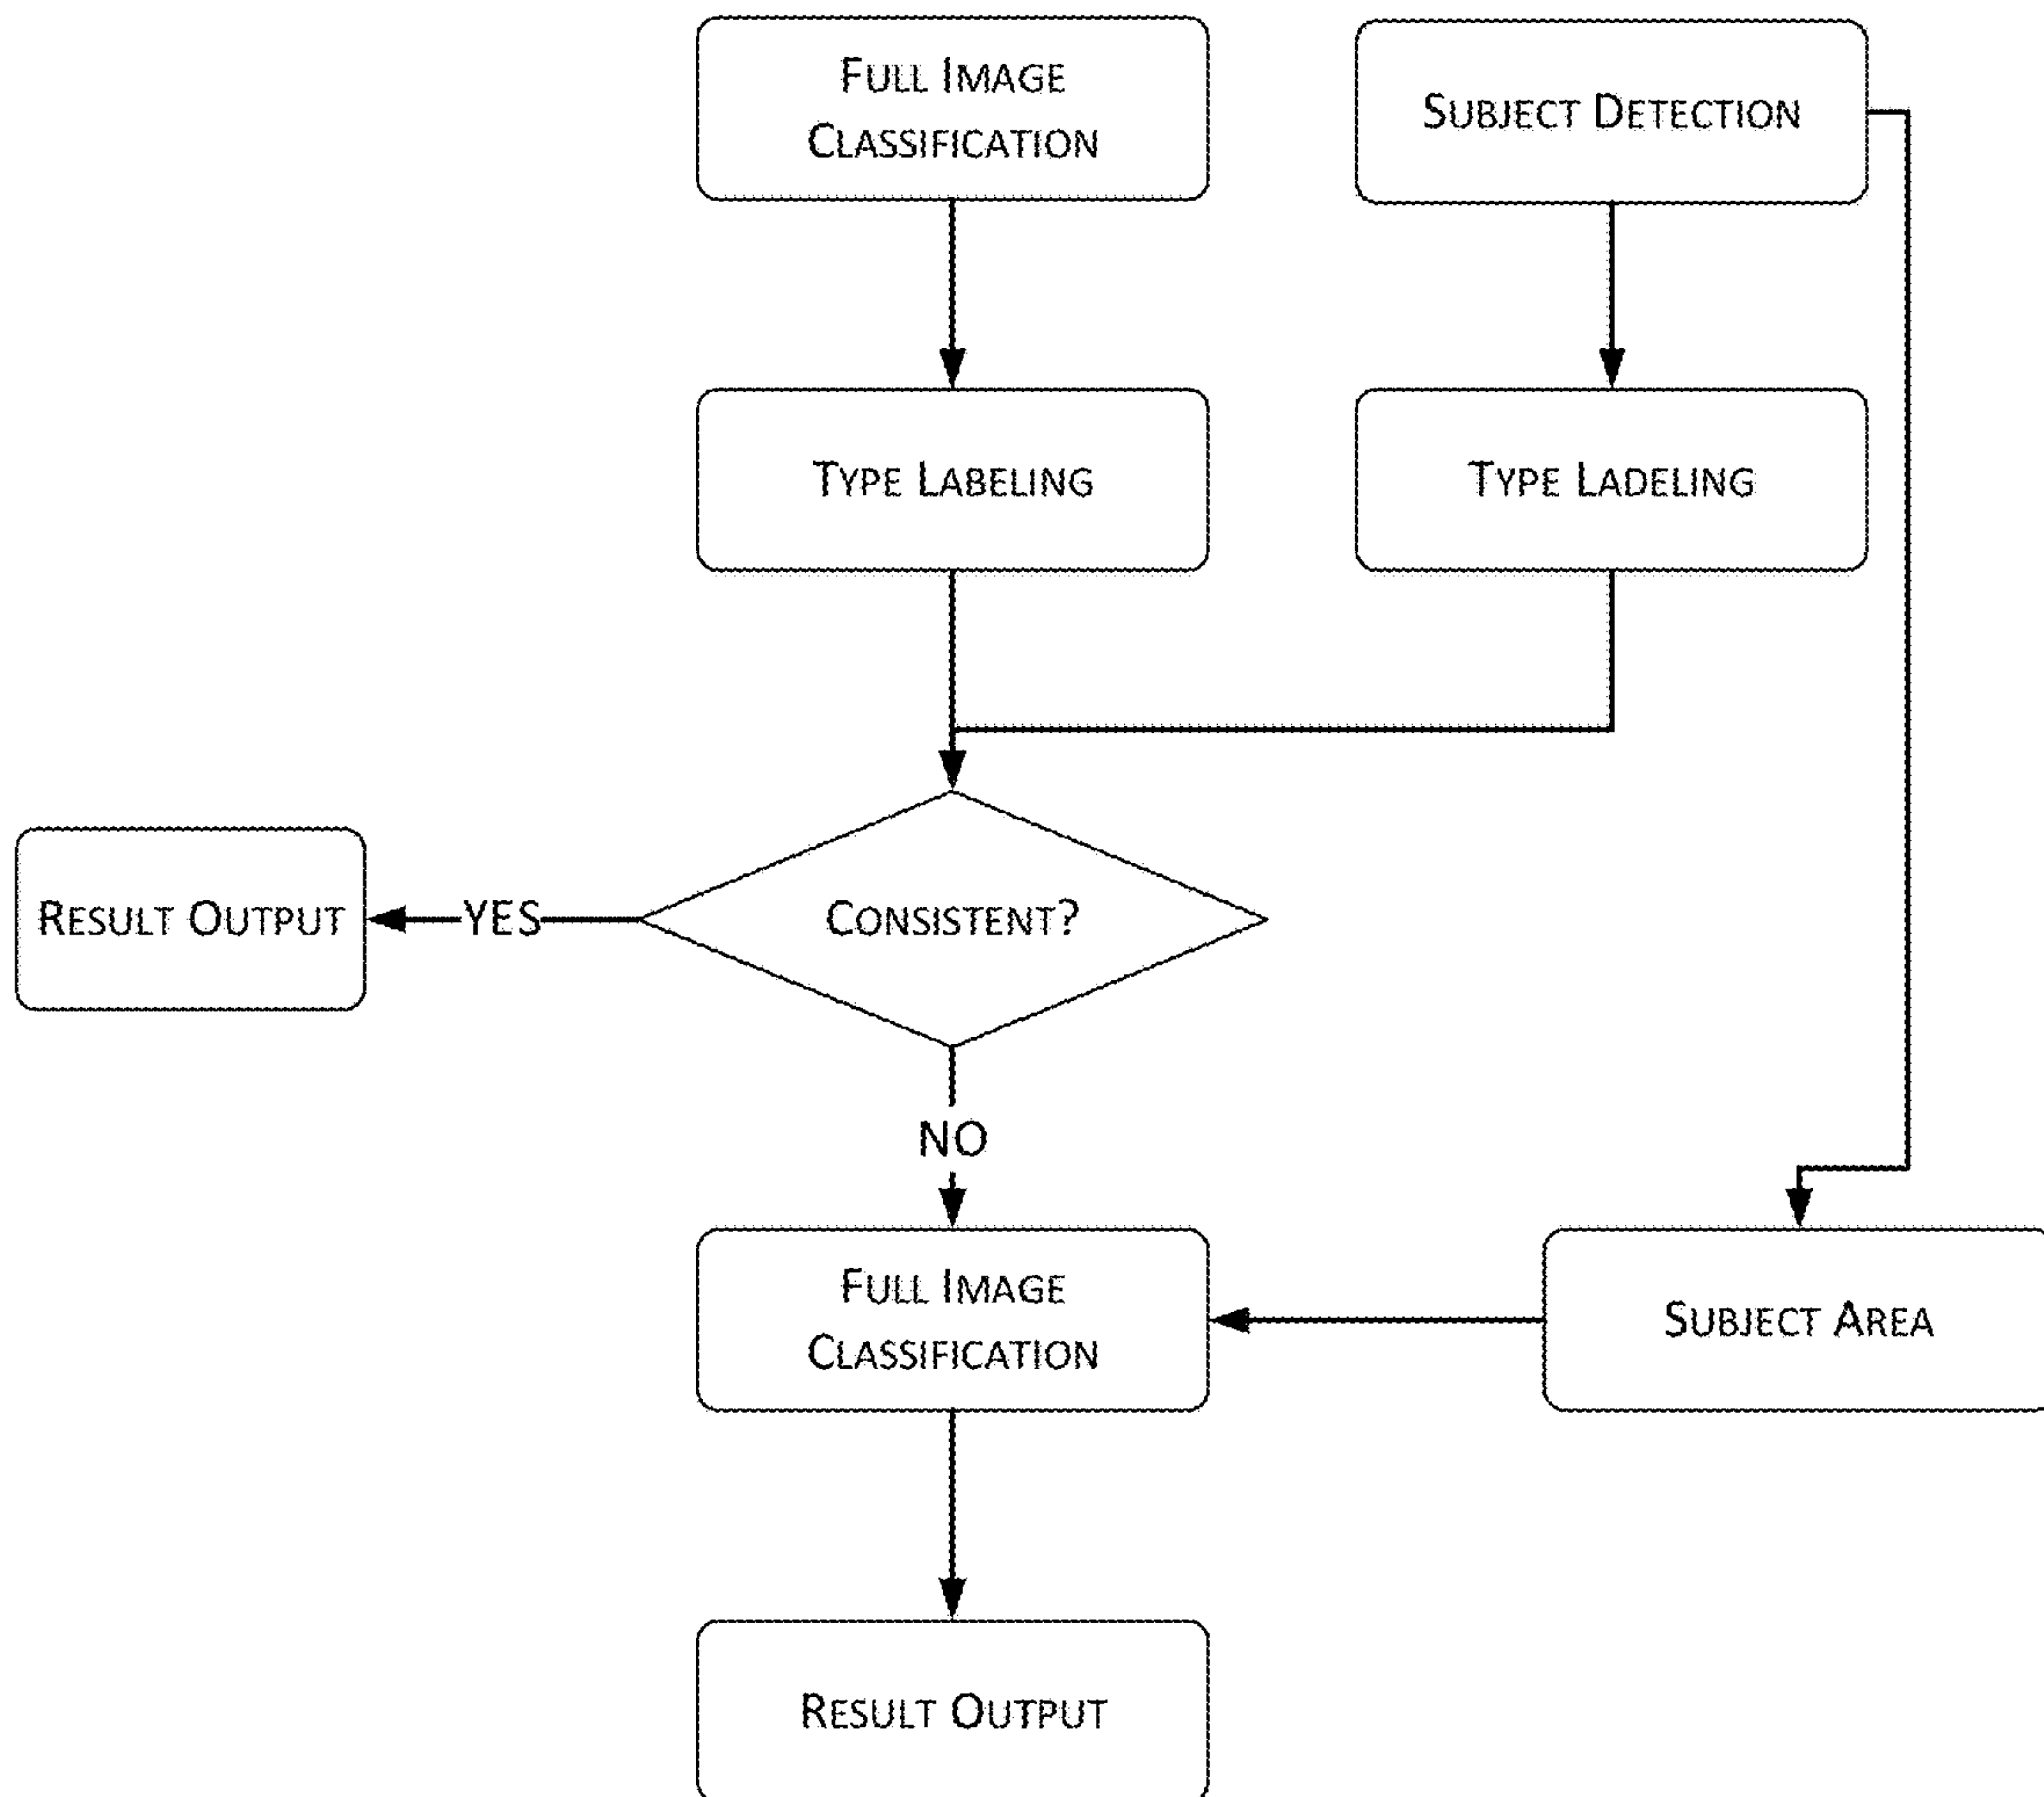 FULL IMAGE
CLASSIFICATION
SUBJECT DETECTION
TYPE LABELING
TYPE LADELING
RESULT OUTPUT
YES
CONSISTENT?
NO
FULL IMAGE
CLASSIFICATION
SUBJECT AREA
RESULT OUTPUT